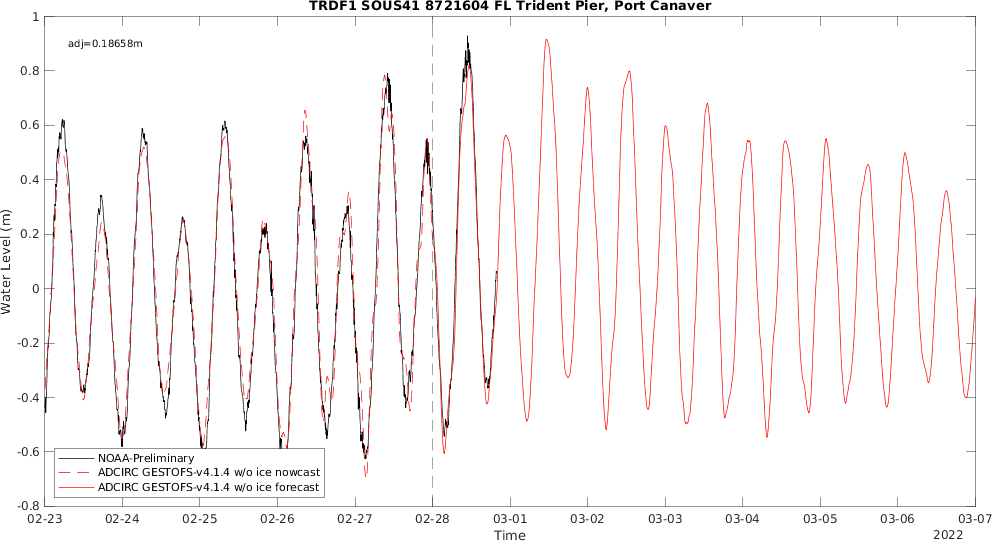 TRDF1 SOUS41 8721604 FL Trident Pier, Port Canaver
adj=0.18658m
1
0.8
0.6
0.4
0.2
0
-0.2
-0.4
-0.6
-0.8
Water Level (m)
NOAA-Preliminary
ADCIRC GESTOFS-v4.1.4 w/o ice nowcast
ADCIRC GESTOFS-v4.1.4 w/o ice forecast
02-23 02-24 02-25 02-26 02-27 02-28 03-01 03-02 03-03 03-04 03-05 03-06 03-07
Time
2022